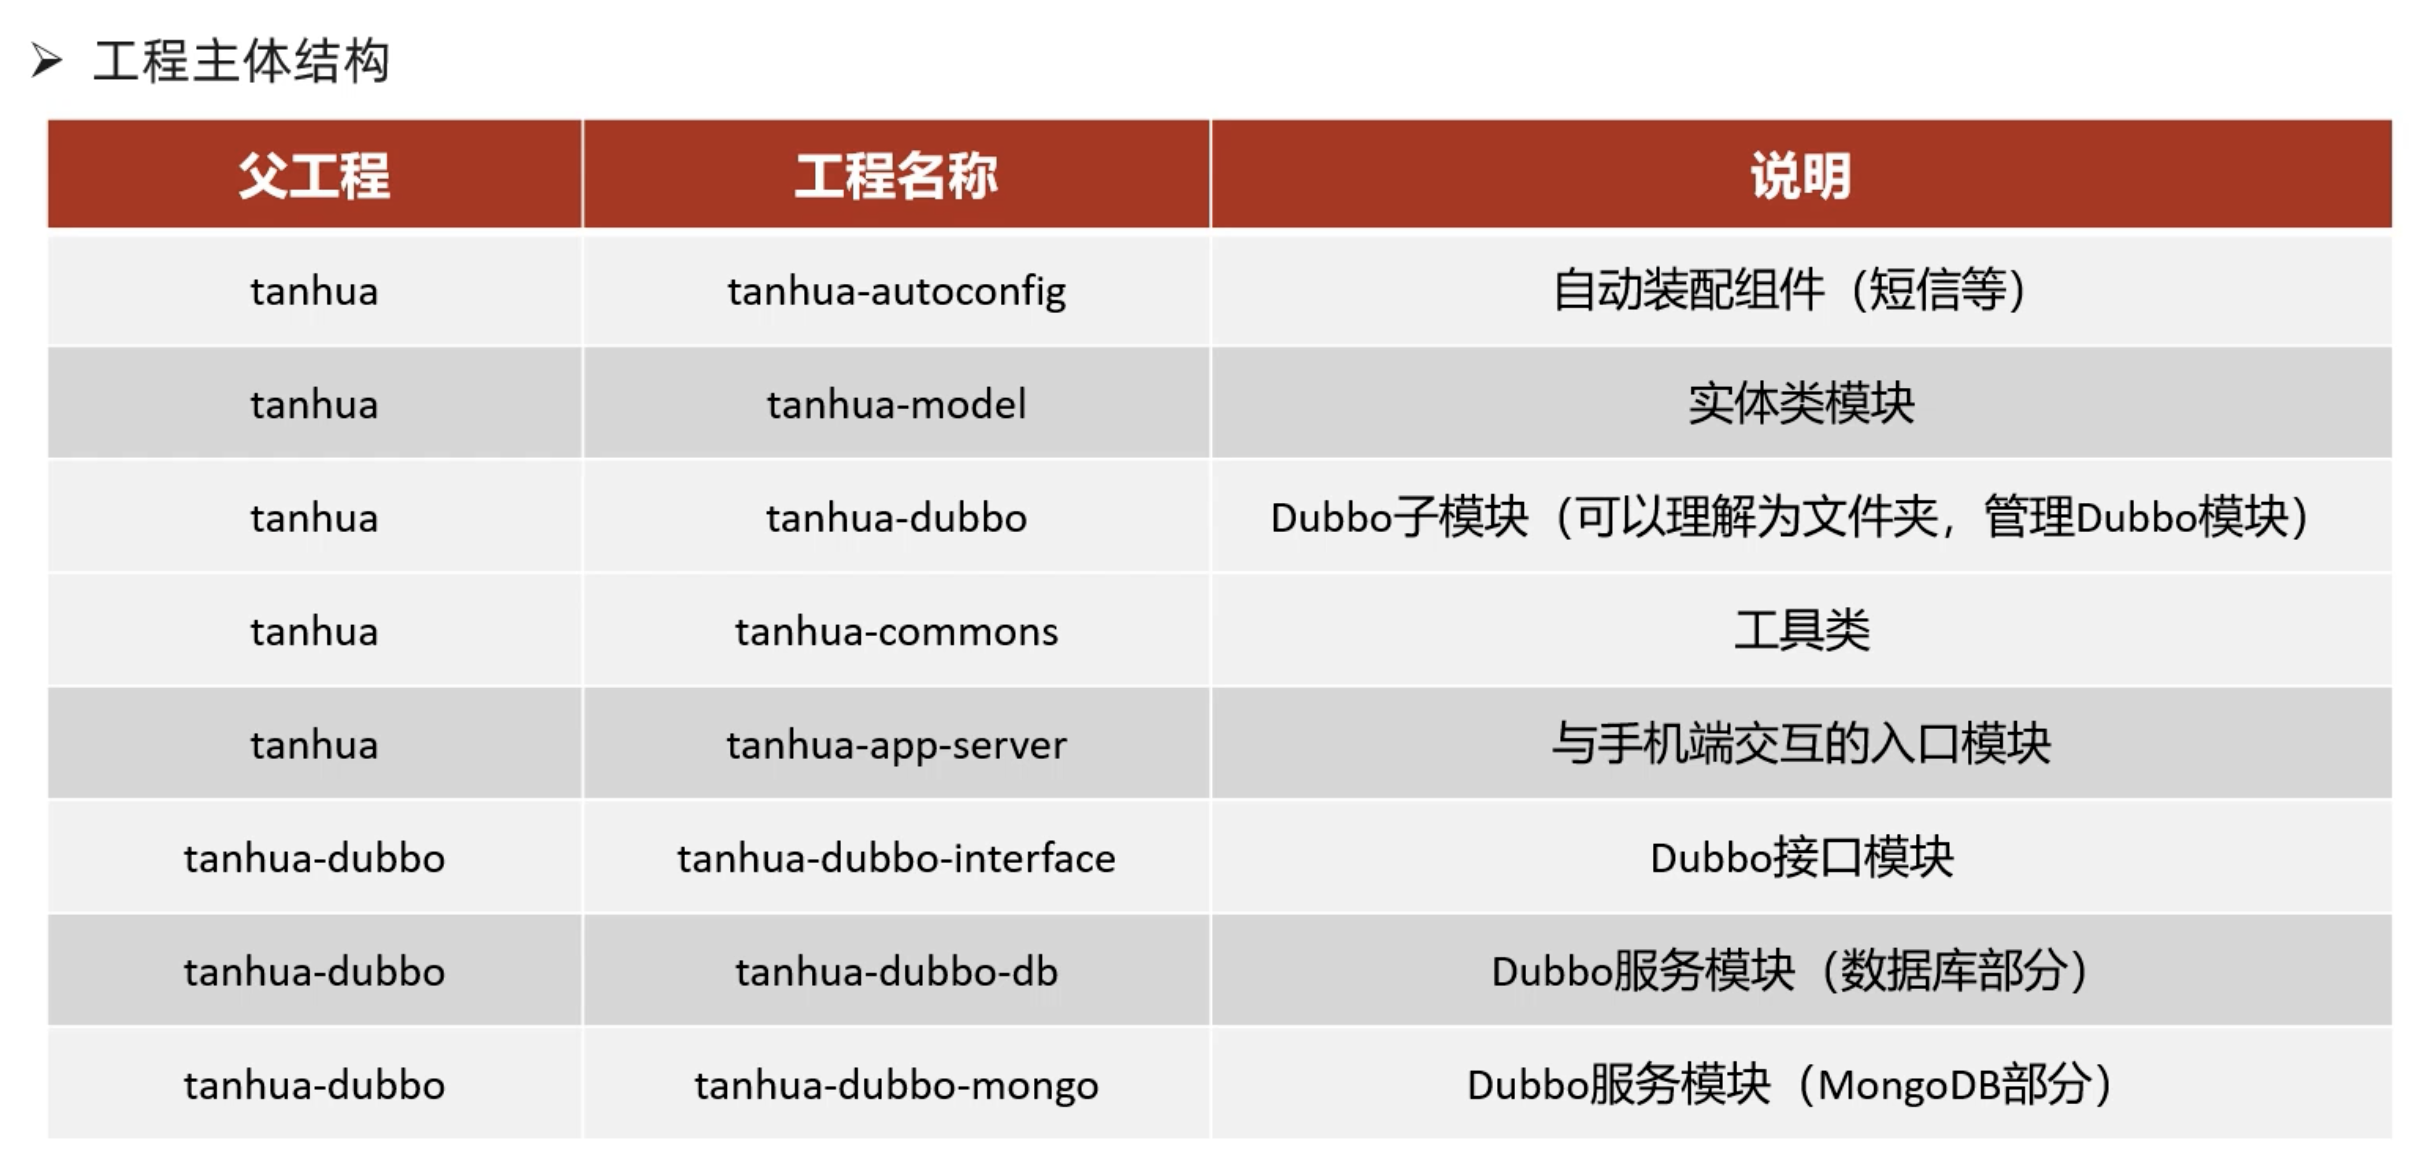 工程主体结构
父工程 工程名称 说明
tanhua tanhua-autoconfig 自动装配组件（短信等）
tanhua tanhua-model 实体类模块
tanhua tanhua-dubbo Dubbo子模块（可以理解为文件夹，管理Dubbo模块）
tanhua tanhua-commons 工具类
tanhua tanhua-app-server 与手机端交互的入口模块
tanhua-dubbo tanhua-dubbo-interface Dubbo接口模块
tanhua-dubbo tanhua-dubbo-db Dubbo服务模块（数据库部分）
tanhua-dubbo tanhua-dubbo-mongo Dubbo服务模块（MongoDB部分）